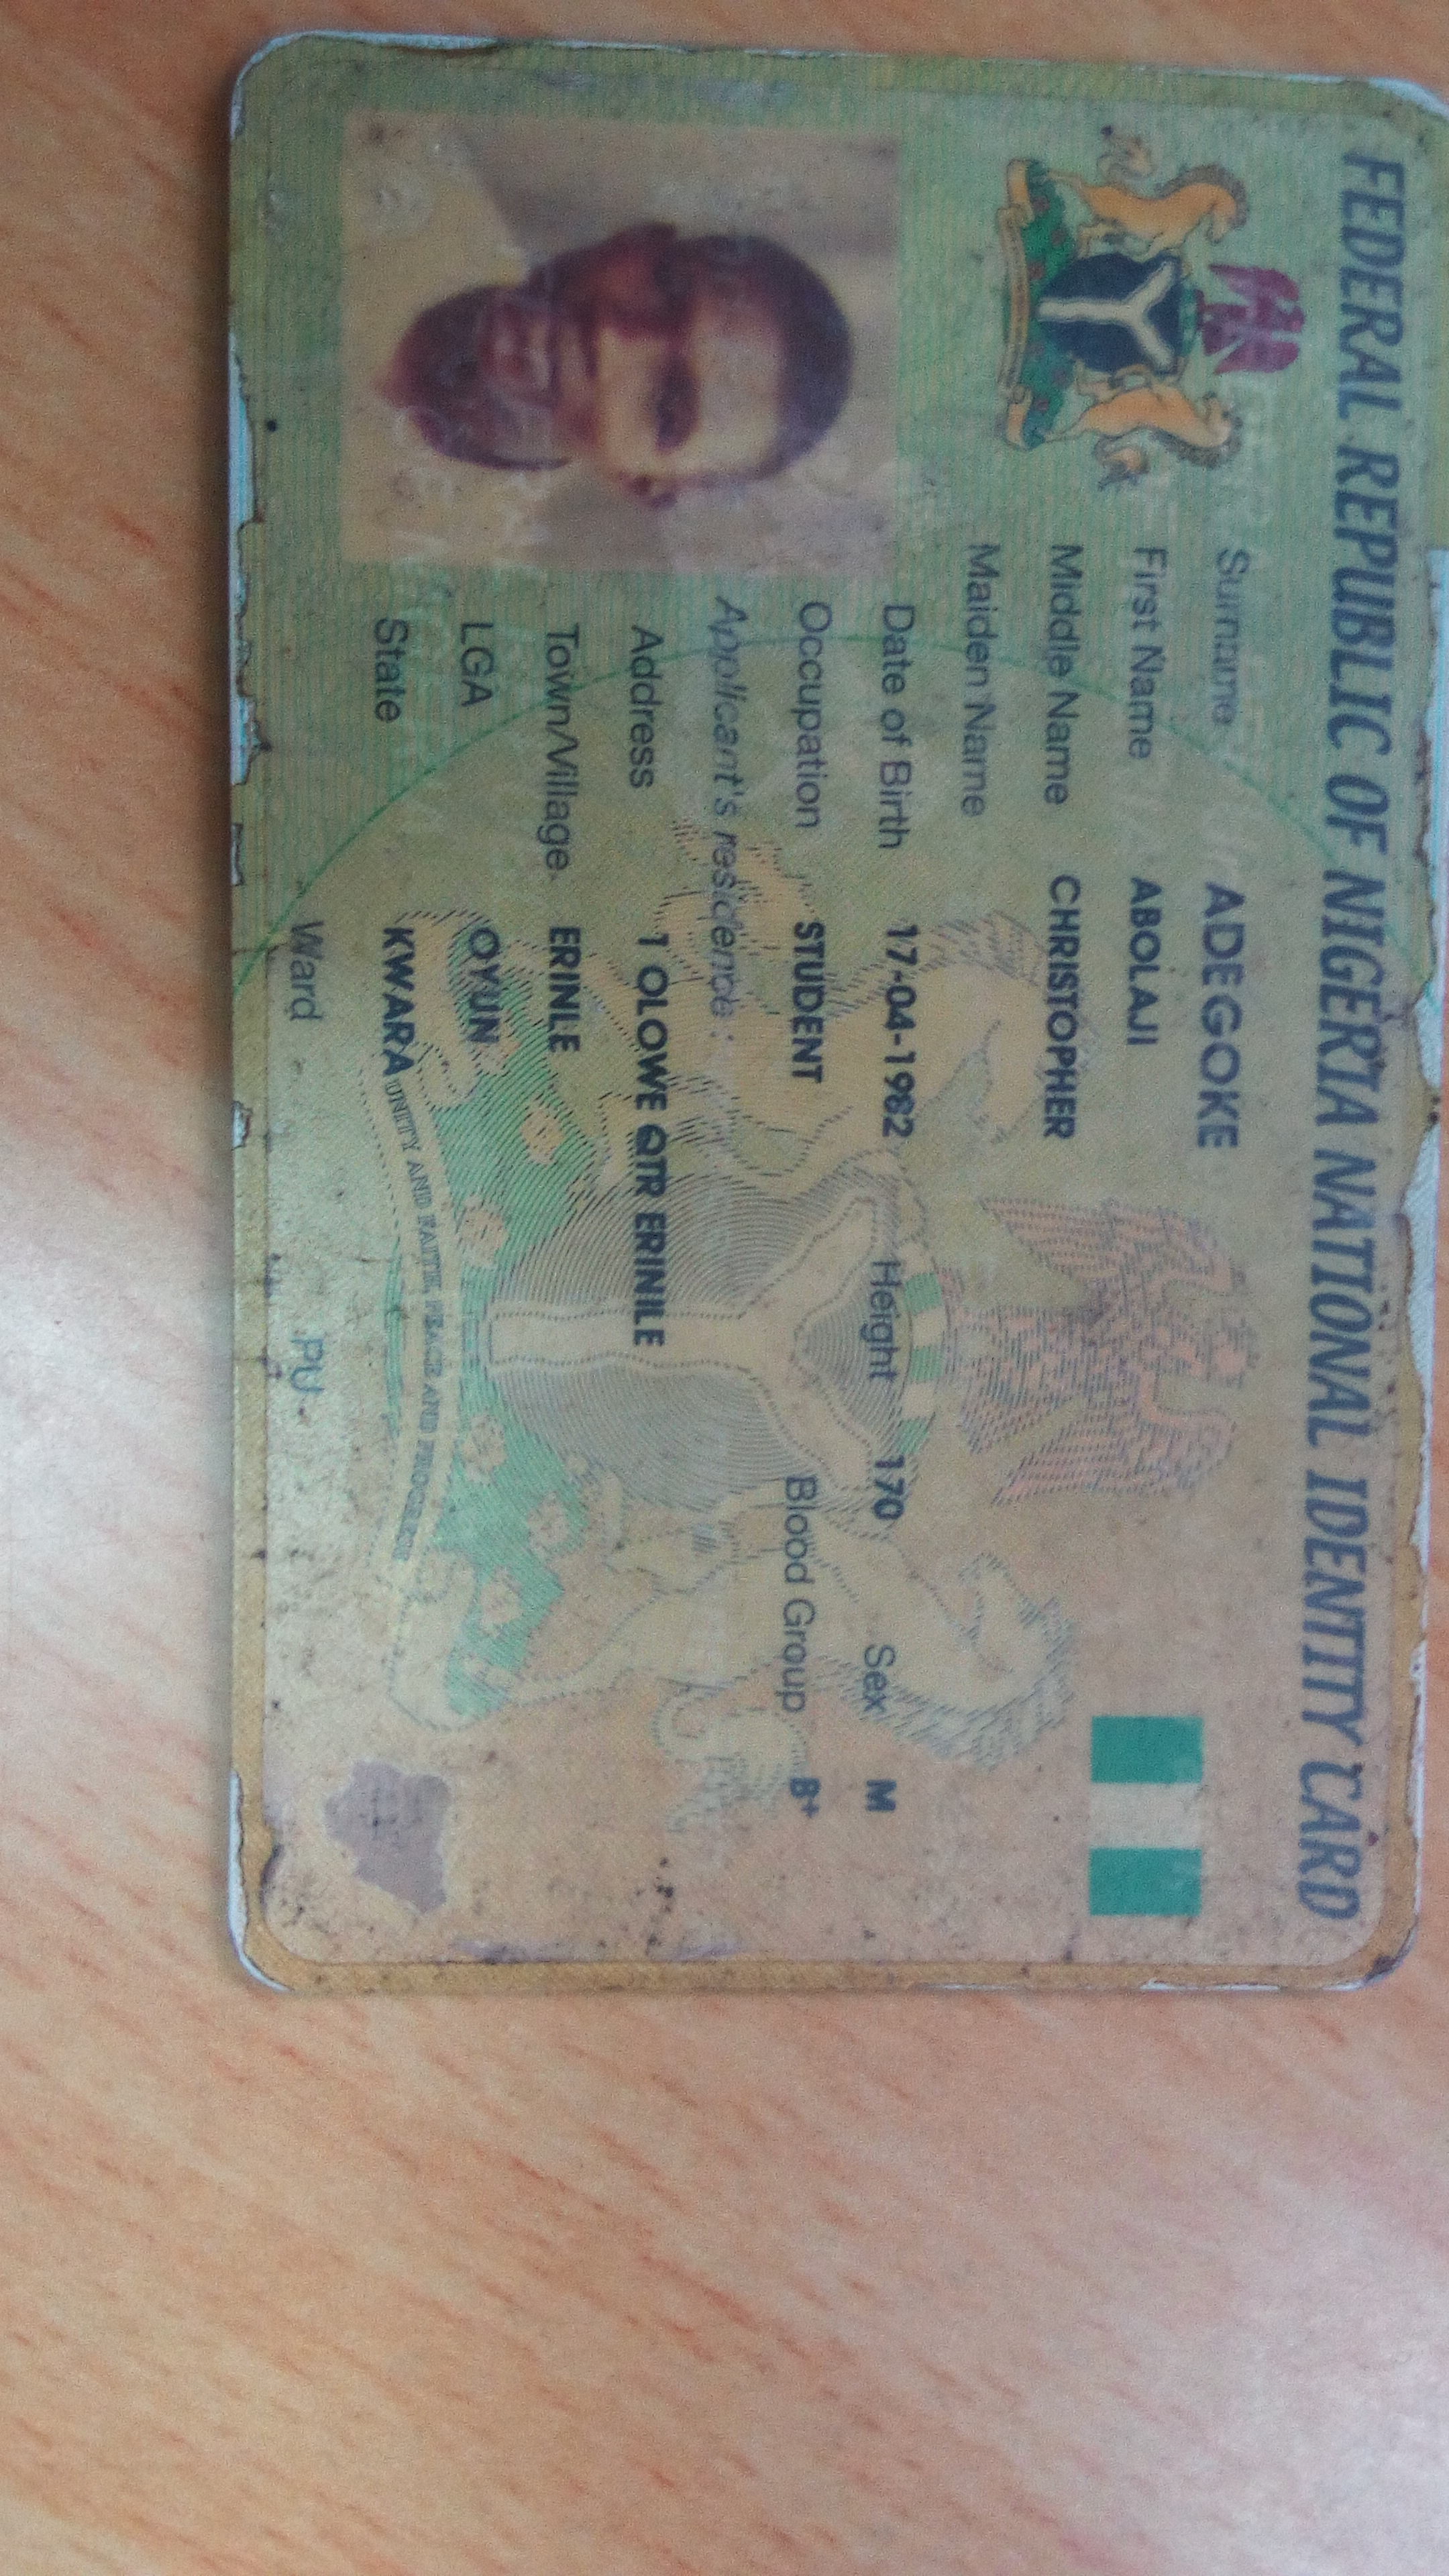 FEDERAL REPUBLIC OF NIGERIA NATIONAL IDENTITY CARD
Surname ADEGOKE
First Name ABOLAJI
Middle Name CHRISTOPHER
Maiden Name
Date of Birth 17-04-1982 Height 170 Sex M
Occupation STUDENT Blood Group B+
Applicant's residence :
Address 1 OLOWE QTR ERINILE
Town/Village ERINLE
LGA OYUN
State KWARA
UNITY AND FAITH, PEACE AND PROGRESS
Ward PU